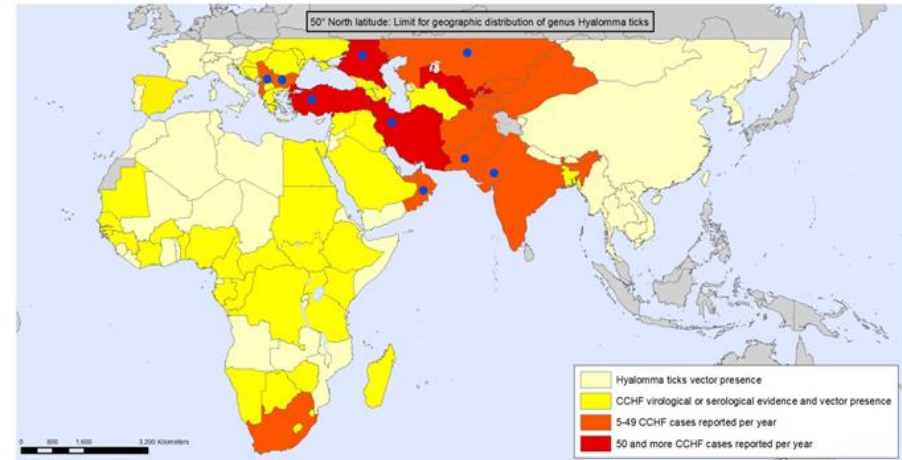 50° North latitude: Limit for geographic distribution of genus Hyalomma ticks
Hyalomma ticks vector presence
CCHF virological or serological evidence and vector presence
5-49 CCHF cases reported per year
50 and more CCHF cases reported per year
0 800 1,600 3,200 Kilometers